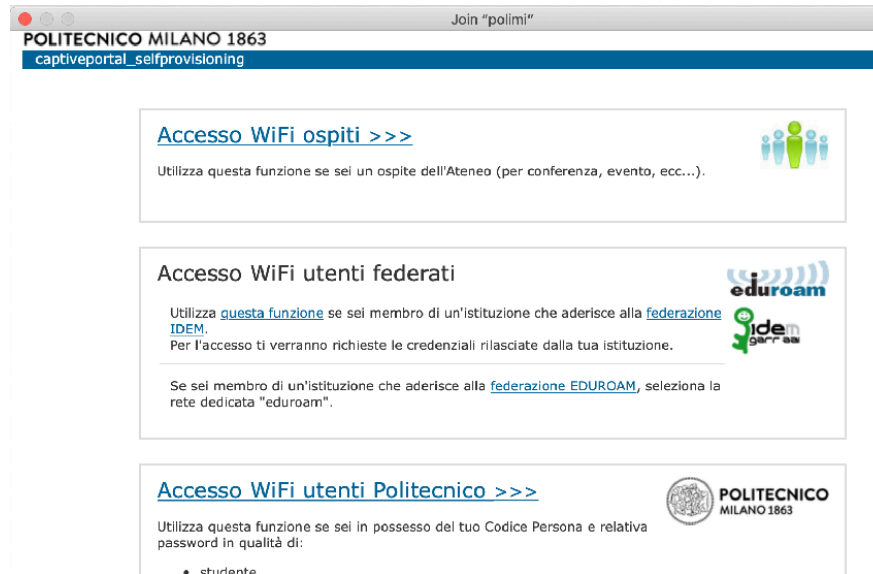 Join "polimi"
POLITECNICO MILANO 1863
captiveportal_selfprovisioning
Accesso WiFi ospiti >>>
Utilizza questa funzione se sei un ospite dell'Ateneo (per conferenza, evento, ecc...).
Accesso WiFi utenti federati
eduroam
Utilizza questa funzione se sei membro di un'istituzione che aderisce alla federazione
IDEM.
idem
garr aai
Per l'accesso ti verranno richieste le credenziali rilasciate dalla tua istituzione.
Se sei membro di un'istituzione che aderisce alla federazione EDUROAM, seleziona la
rete dedicata "eduroam".
Accesso WiFi utenti Politecnico >>>
POLITECNICO
MILANO 1863
Utilizza questa funzione se sei in possesso del tuo Codice Persona e relativa
password in qualità di:
• studente